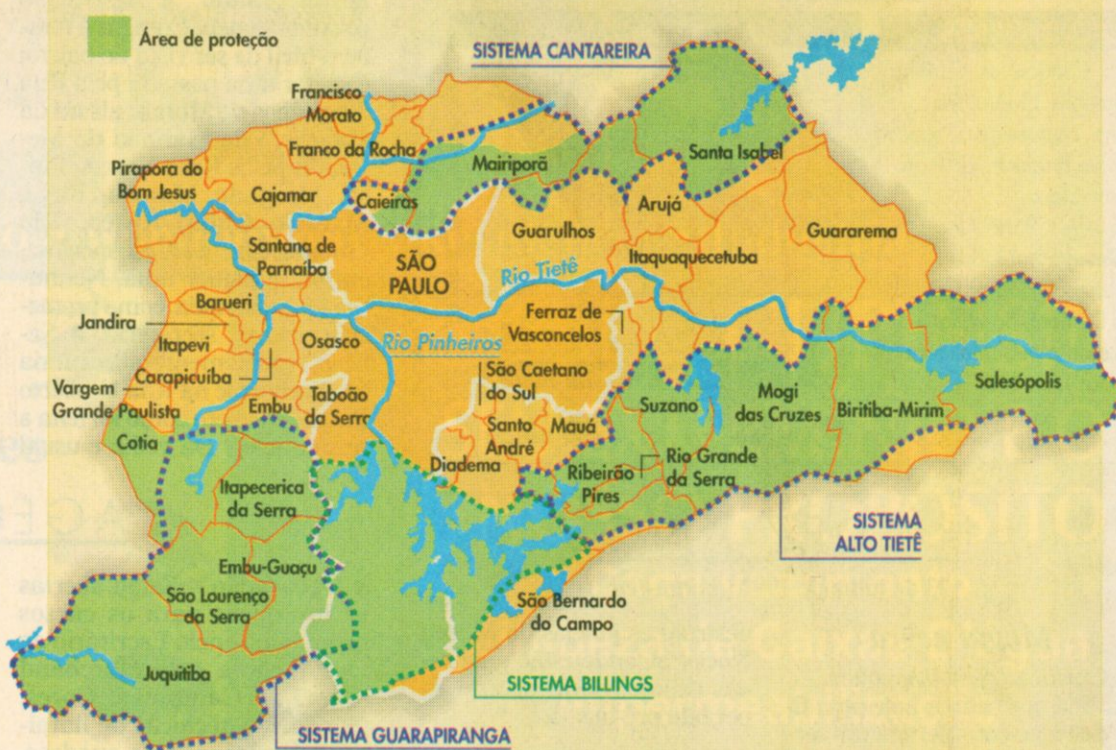 Área de proteção
SISTEMA CANTAREIRA
Francisco
Morato
Franco da Rocha
Mairiporã
Santa Isabel
Pirapora do
Bom Jesus
Cajamar
Caieiras
Arujá
Guarulhos
Guararema
Santana de
Parnaíba
SÃO
PAULO
Itaquaquecetuba
Rio Tietê
Barueri
Jandira
Osasco
Rio Pinheiros
Ferraz de
Vasconcelos
Itapevi
Carapicuíba
São Caetano
do Sul
Vargem
Grande Paulista
Embu
Taboão
da Serra
Suzano
Mogi
das Cruzes
Biritiba-Mirim
Salesópolis
Cotia
Santo
André
Mauá
Diadema
Ribeirão
Pires
Rio Grande
da Serra
Itapecerica
da Serra
SISTEMA
ALTO TIETÊ
Embu-Guaçu
São Lourenço
da Serra
São Bernardo
do Campo
Juquitiba
SISTEMA BILLINGS
SISTEMA GUARAPIRANGA